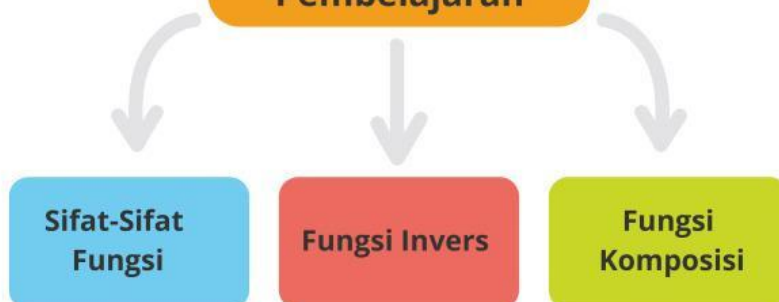 Pembelajaran
Sifat-Sifat
Fungsi
Fungsi Invers
Fungsi
Komposisi